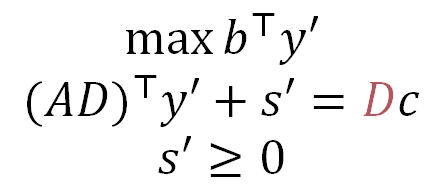 max b⊤y′
(AD)⊤y′ + s′ = Dc
s′ ≥ 0